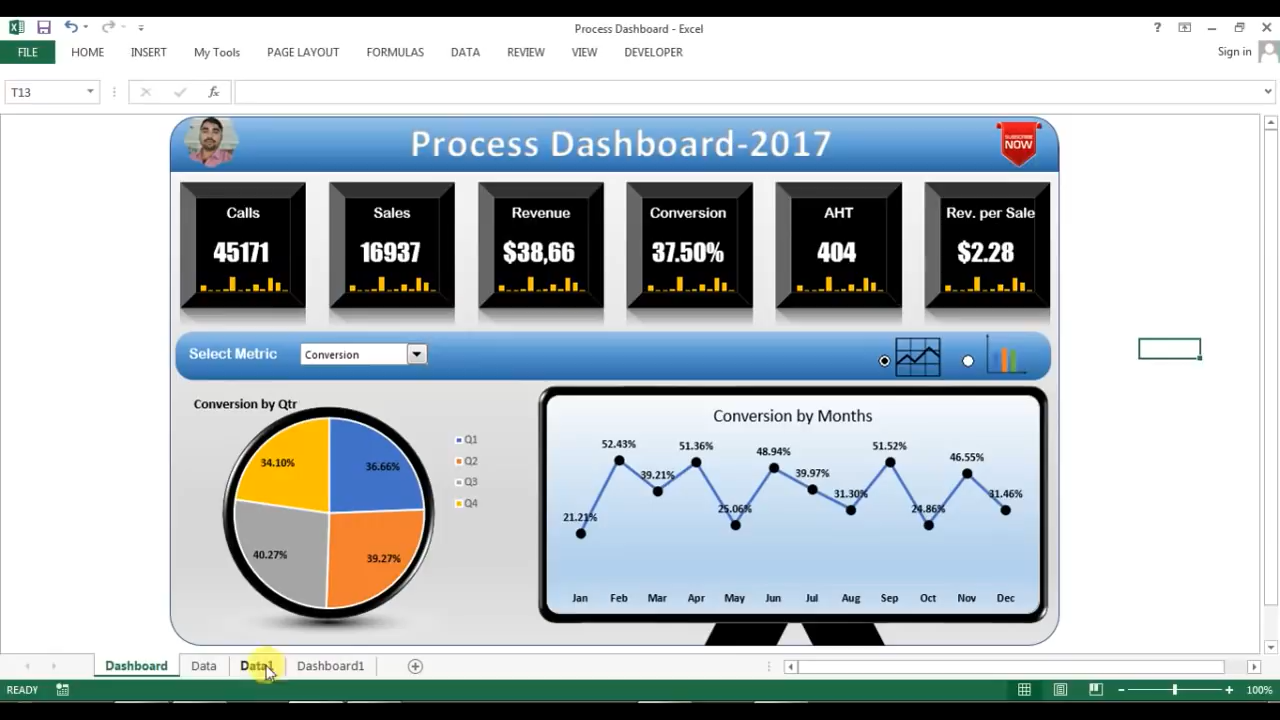 Process Dashboard - Excel
?
Sign in
FILE HOME INSERT My Tools PAGE LAYOUT FORMULAS DATA REVIEW VIEW DEVELOPER
T13
fx
Process Dashboard-2017
SUBSCRIBE
NOW
Calls Sales Revenue Conversion AHT Rev. per Sale
45171 16937 $38,66 37.50% 404 $2.28
Select Metric Conversion
Conversion by Qtr
34.10% 36.66%
40.27% 39.27%
Q1
Q2
Q3
Q4
Conversion by Months
21.21% 52.43% 39.21% 51.36% 25.06% 48.94% 39.97% 31.30% 51.52% 24.86% 46.55% 31.46%
Jan Feb Mar Apr May Jun Jul Aug Sep Oct Nov Dec
Dashboard Data Data1 Dashboard1
READY
100%